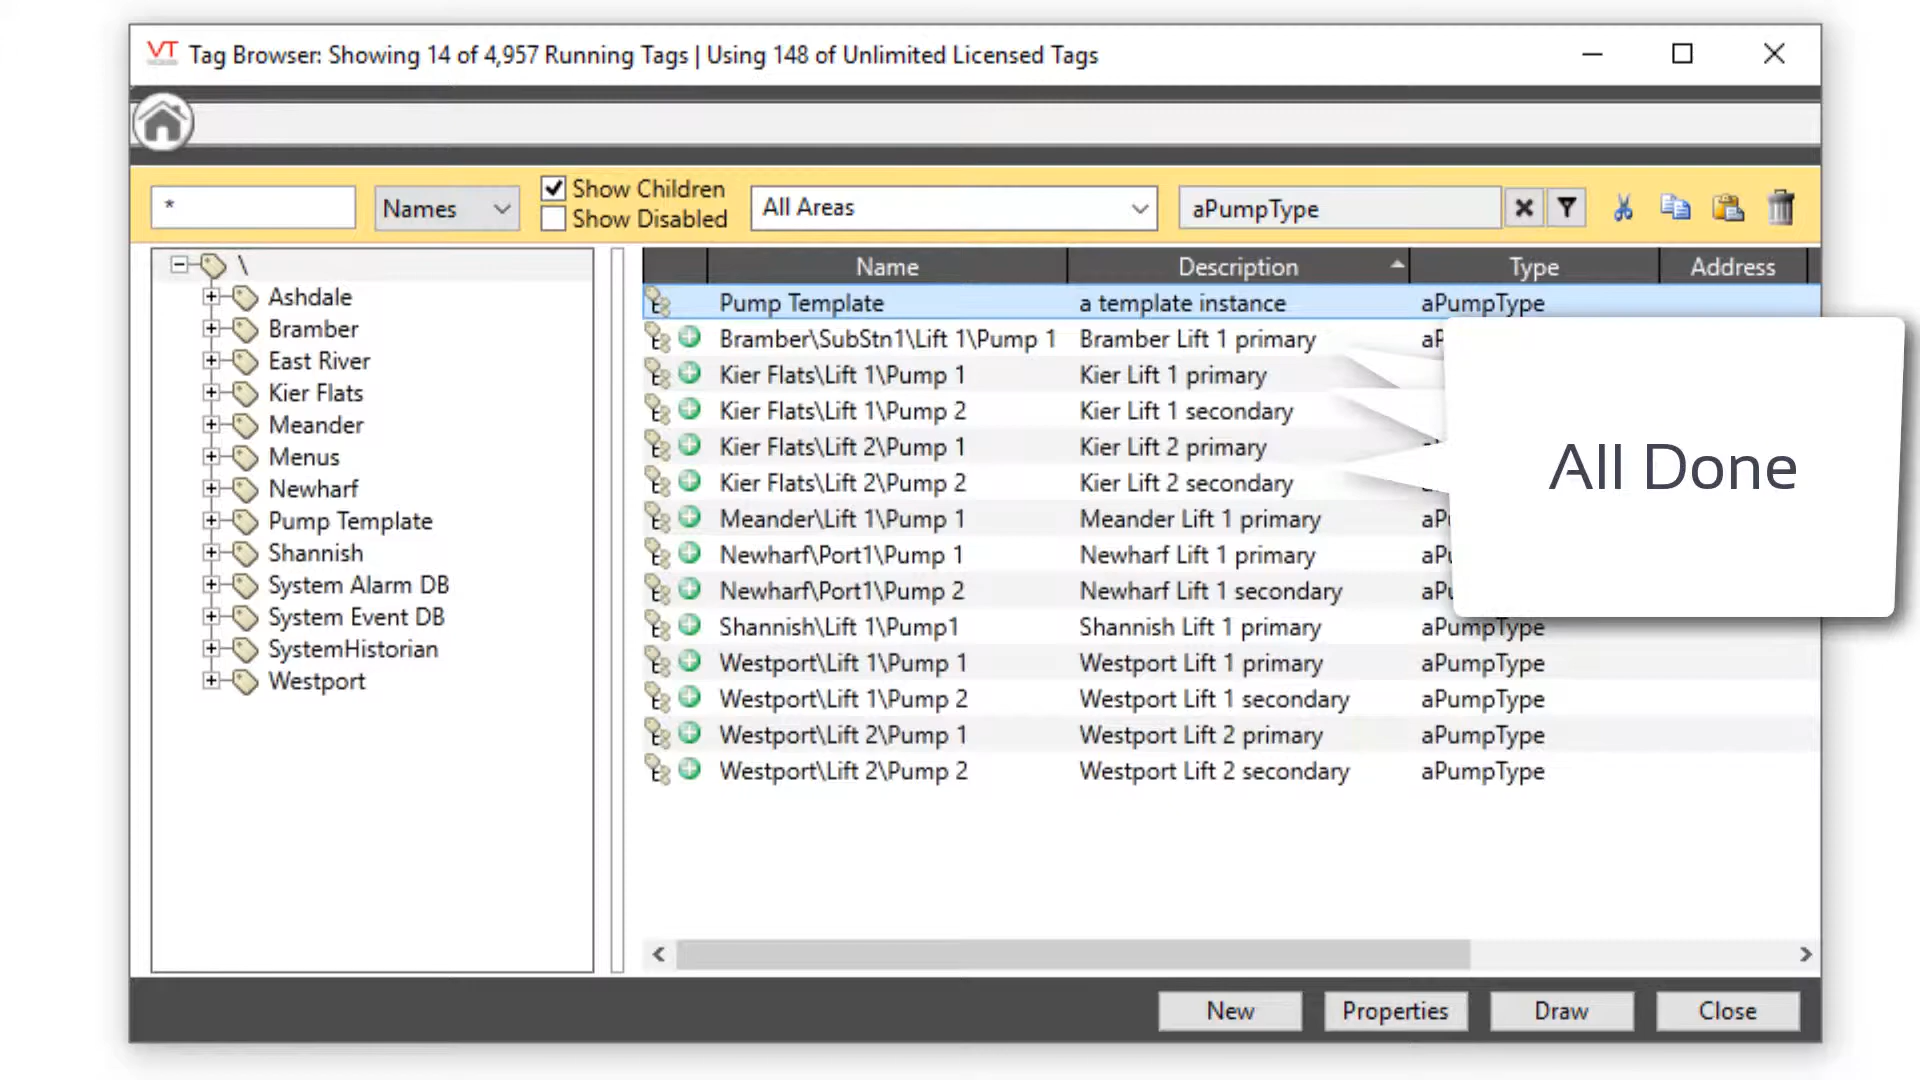 VT Tag Browser: Showing 14 of 4,957 Running Tags | Using 148 of Unlimited Licensed Tags
* Names Show Children All Areas aPumpType
Show Disabled
\
Ashdale
Bramber
East River
Kier Flats
Meander
Menus
Newharf
Pump Template
Shannish
System Alarm DB
System Event DB
SystemHistorian
Westport
Name Description Type Address
Pump Template a template instance aPumpType
Bramber\SubStn1\Lift 1\Pump 1 Bramber Lift 1 primary
Kier Flats\Lift 1\Pump 1 Kier Lift 1 primary
Kier Flats\Lift 1\Pump 2 Kier Lift 1 secondary
Kier Flats\Lift 2\Pump 1 Kier Lift 2 primary
Kier Flats\Lift 2\Pump 2 Kier Lift 2 secondary
Meander\Lift 1\Pump 1 Meander Lift 1 primary
Newharf\Port1\Pump 1 Newharf Lift 1 primary
Newharf\Port1\Pump 2 Newharf Lift 1 secondary
Shannish\Lift 1\Pump1 Shannish Lift 1 primary aPumpType
Westport\Lift 1\Pump 1 Westport Lift 1 primary aPumpType
Westport\Lift 1\Pump 2 Westport Lift 1 secondary aPumpType
Westport\Lift 2\Pump 1 Westport Lift 2 primary aPumpType
Westport\Lift 2\Pump 2 Westport Lift 2 secondary aPumpType
All Done
New Properties Draw Close